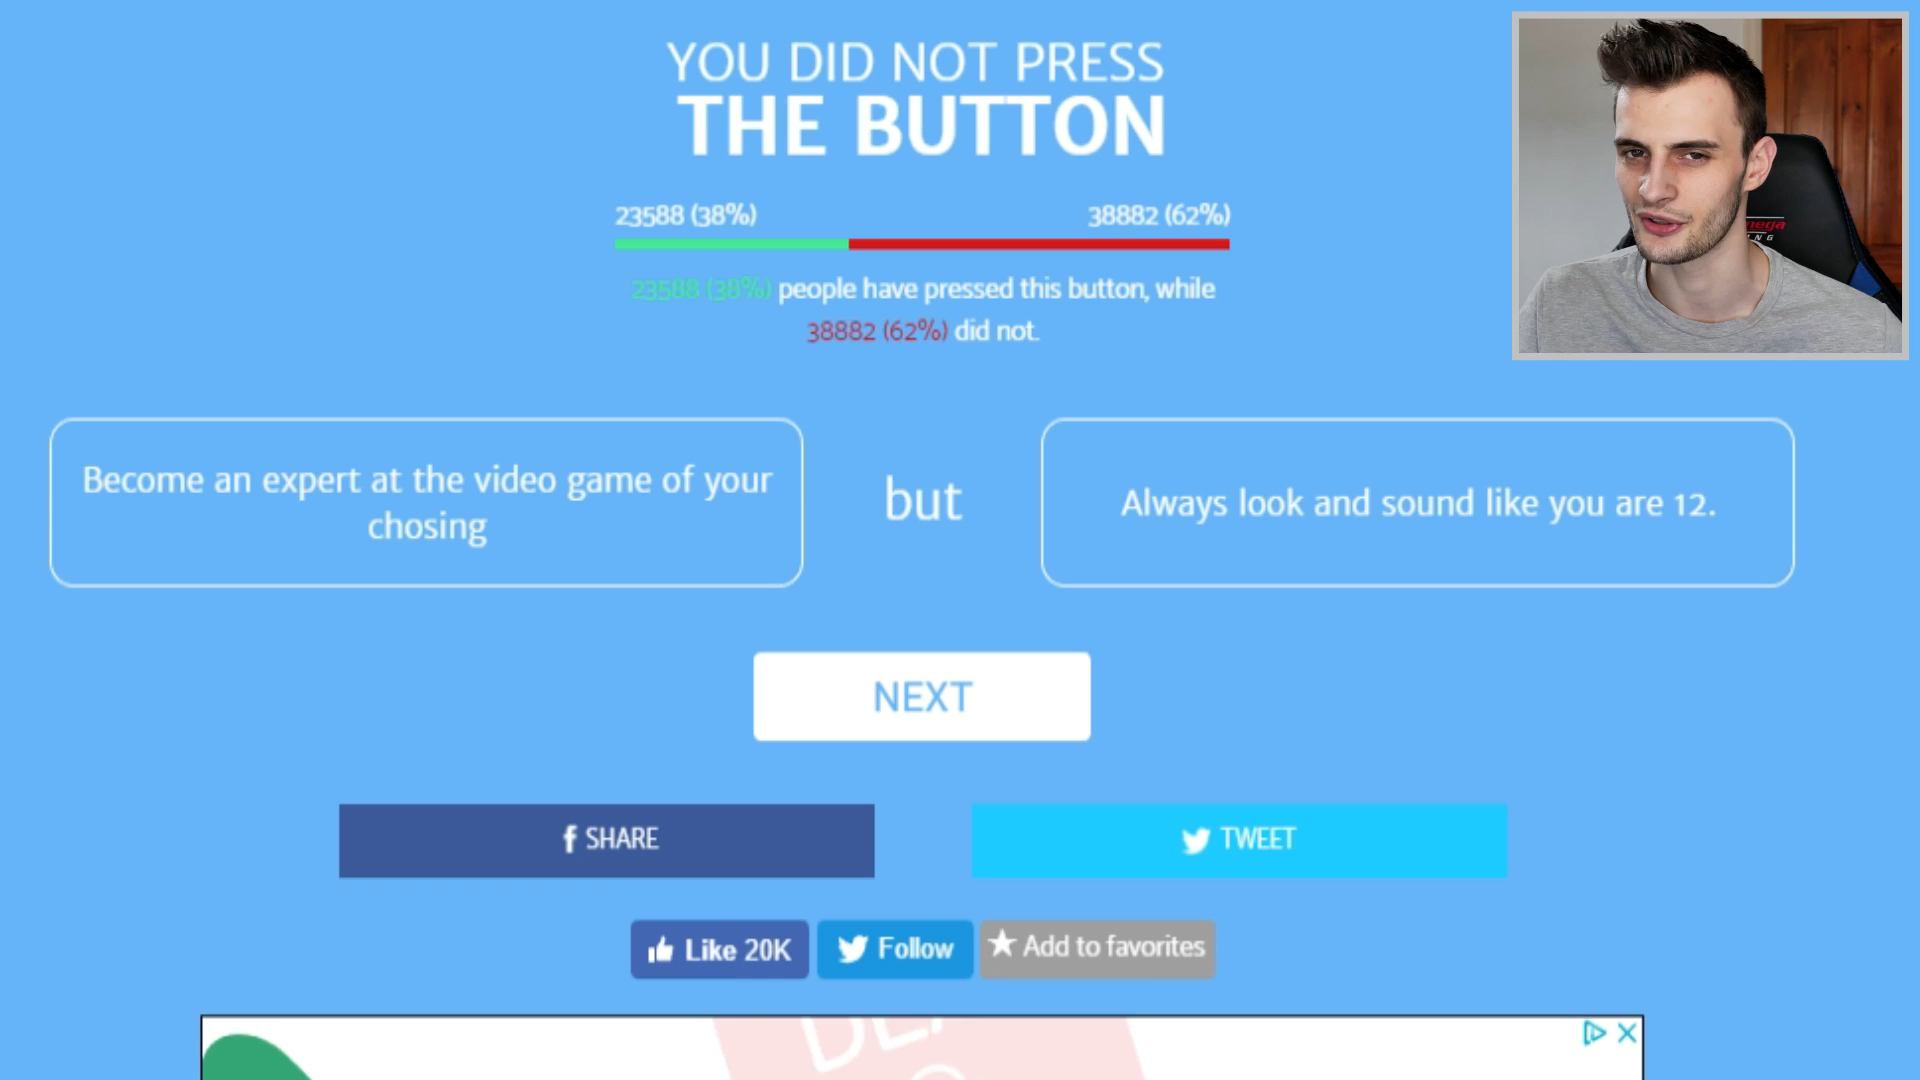 YOU DID NOT PRESS
THE BUTTON
23588 (38%)
38882 (62%)
23588 (38%) people have pressed this button, while
38882 (62%) did not.
Become an expert at the video game of your
chosing
but
Always look and sound like you are 12.
NEXT
SHARE
TWEET
Like 20K
Follow
Add to favorites